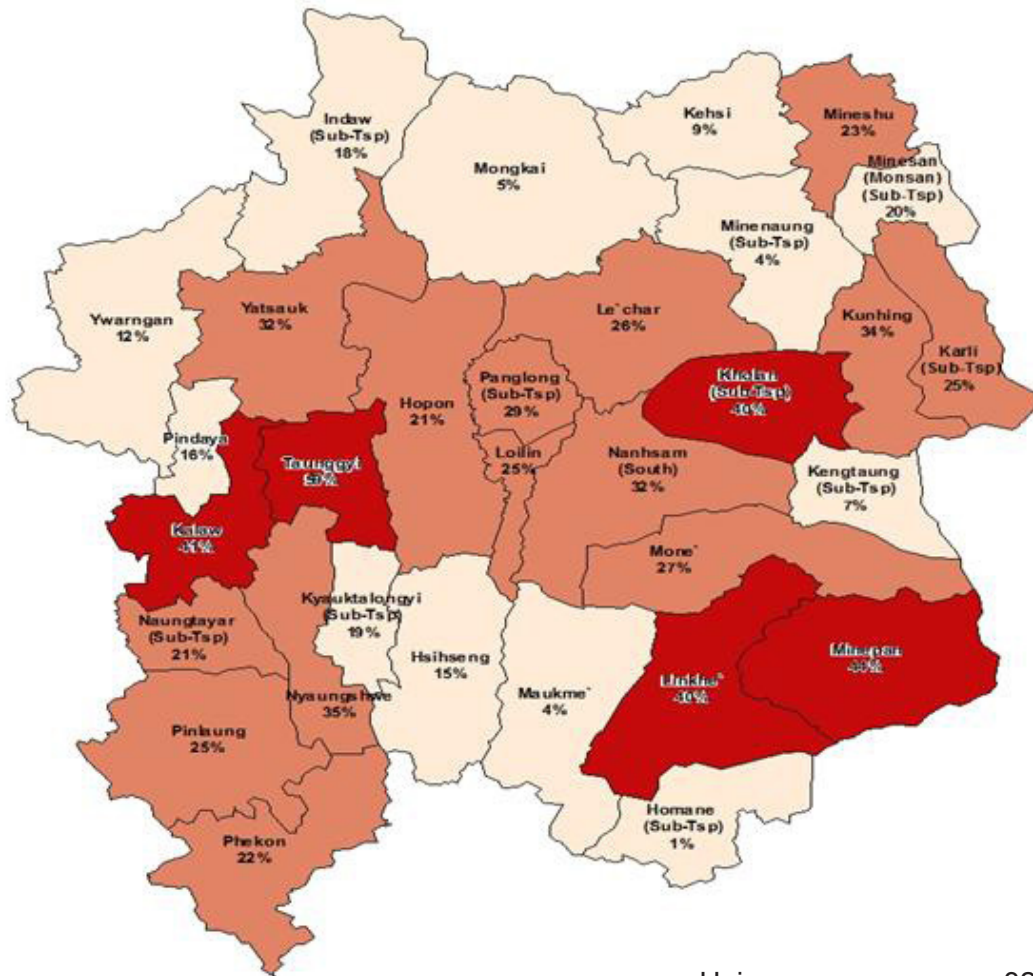 Indaw
(Sub-Tsp)
18%
Mongkai
5%
Kehsi
9%
Mineshu
23%
Minesan
(Monsan)
(Sub-Tsp)
20%
Minenaung
(Sub-Tsp)
4%
Ywarngan
12%
Yatsauk
32%
Le`char
26%
Kunhing
34%
Karli
(Sub-Tsp)
25%
Hopon
21%
Panglong
(Sub-Tsp)
29%
Kholan
(Sub-Tsp)
40%
Pindaya
16%
Taunggyi
50%
Loilin
25%
Nanhsam
(South)
32%
Kengtaung
(Sub-Tsp)
7%
Kalaw
41%
Mone`
27%
Naungtayar
(Sub-Tsp)
21%
Kyauktalongyi
(Sub-Tsp)
19%
Hsihseng
15%
Maukme`
4%
Linkhe`
40%
Minepan
44%
Nyaungshwe
35%
Pinlaung
25%
Homane
(Sub-Tsp)
1%
Phekon
22%